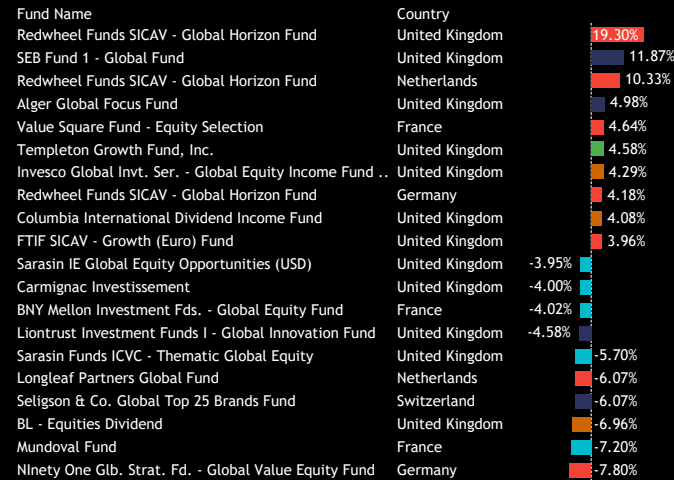 Fund Name Country
Redwheel Funds SICAV - Global Horizon Fund United Kingdom 19.30%
SEB Fund 1 - Global Fund United Kingdom 11.87%
Redwheel Funds SICAV - Global Horizon Fund Netherlands 10.33%
Alger Global Focus Fund United Kingdom 4.98%
Value Square Fund - Equity Selection France 4.64%
Templeton Growth Fund, Inc. United Kingdom 4.58%
Invesco Global Invt. Ser. - Global Equity Income Fund .. United Kingdom 4.29%
Redwheel Funds SICAV - Global Horizon Fund Germany 4.18%
Columbia International Dividend Income Fund United Kingdom 4.08%
FTIF SICAV - Growth (Euro) Fund United Kingdom 3.96%
Sarasin IE Global Equity Opportunities (USD) United Kingdom -3.95%
Carmignac Investissement United Kingdom -4.00%
BNY Mellon Investment Fds. - Global Equity Fund France -4.02%
Liontrust Investment Funds I - Global Innovation Fund United Kingdom -4.58%
Sarasin Funds ICVC - Thematic Global Equity United Kingdom -5.70%
Longleaf Partners Global Fund Netherlands -6.07%
Seligson & Co. Global Top 25 Brands Fund Switzerland -6.07%
BL - Equities Dividend United Kingdom -6.96%
Mundoval Fund France -7.20%
NInety One Glb. Strat. Fd. - Global Value Equity Fund Germany -7.80%